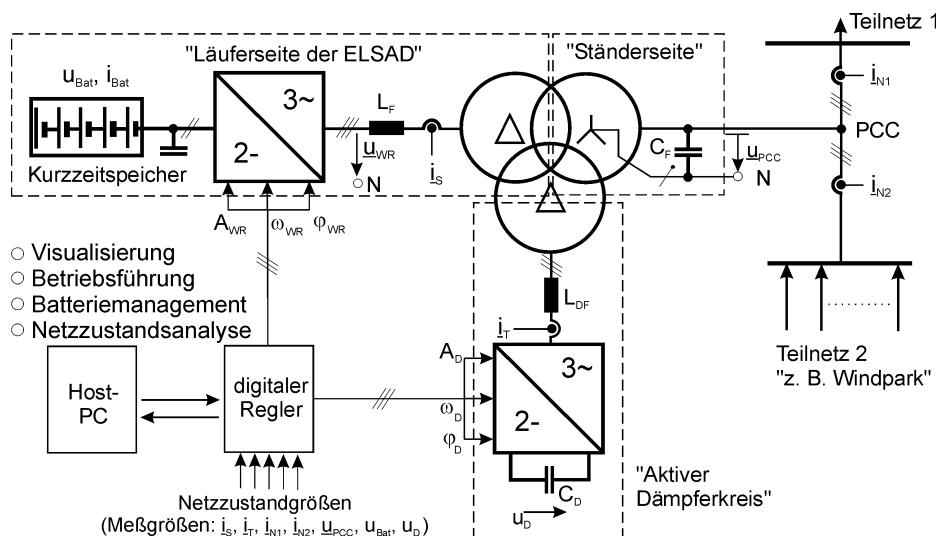 Teilnetz 1
"Läuferseite der ELSAD"
"Ständerseite"
u_Bat, i_Bat
3~
2-
L_F
u_WR
N
i_S
C_F
u_PCC
N
i_N1
PCC
i_N2
Kurzzeitspeicher
A_WR ω_WR φ_WR
Visualisierung
Betriebsführung
Batteriemanagement
Netzzustandsanalyse
L_DF
i_T
Teilnetz 2
"z. B. Windpark"
Host-
PC
digitaler
Regler
A_D
ω_D
φ_D
3~
2-
C_D
u_D
"Aktiver
Dämpferkreis"
Netzzustandgrößen
(Meßgrößen: i_S, i_T, i_N1, i_N2, u_PCC, u_Bat, u_D)